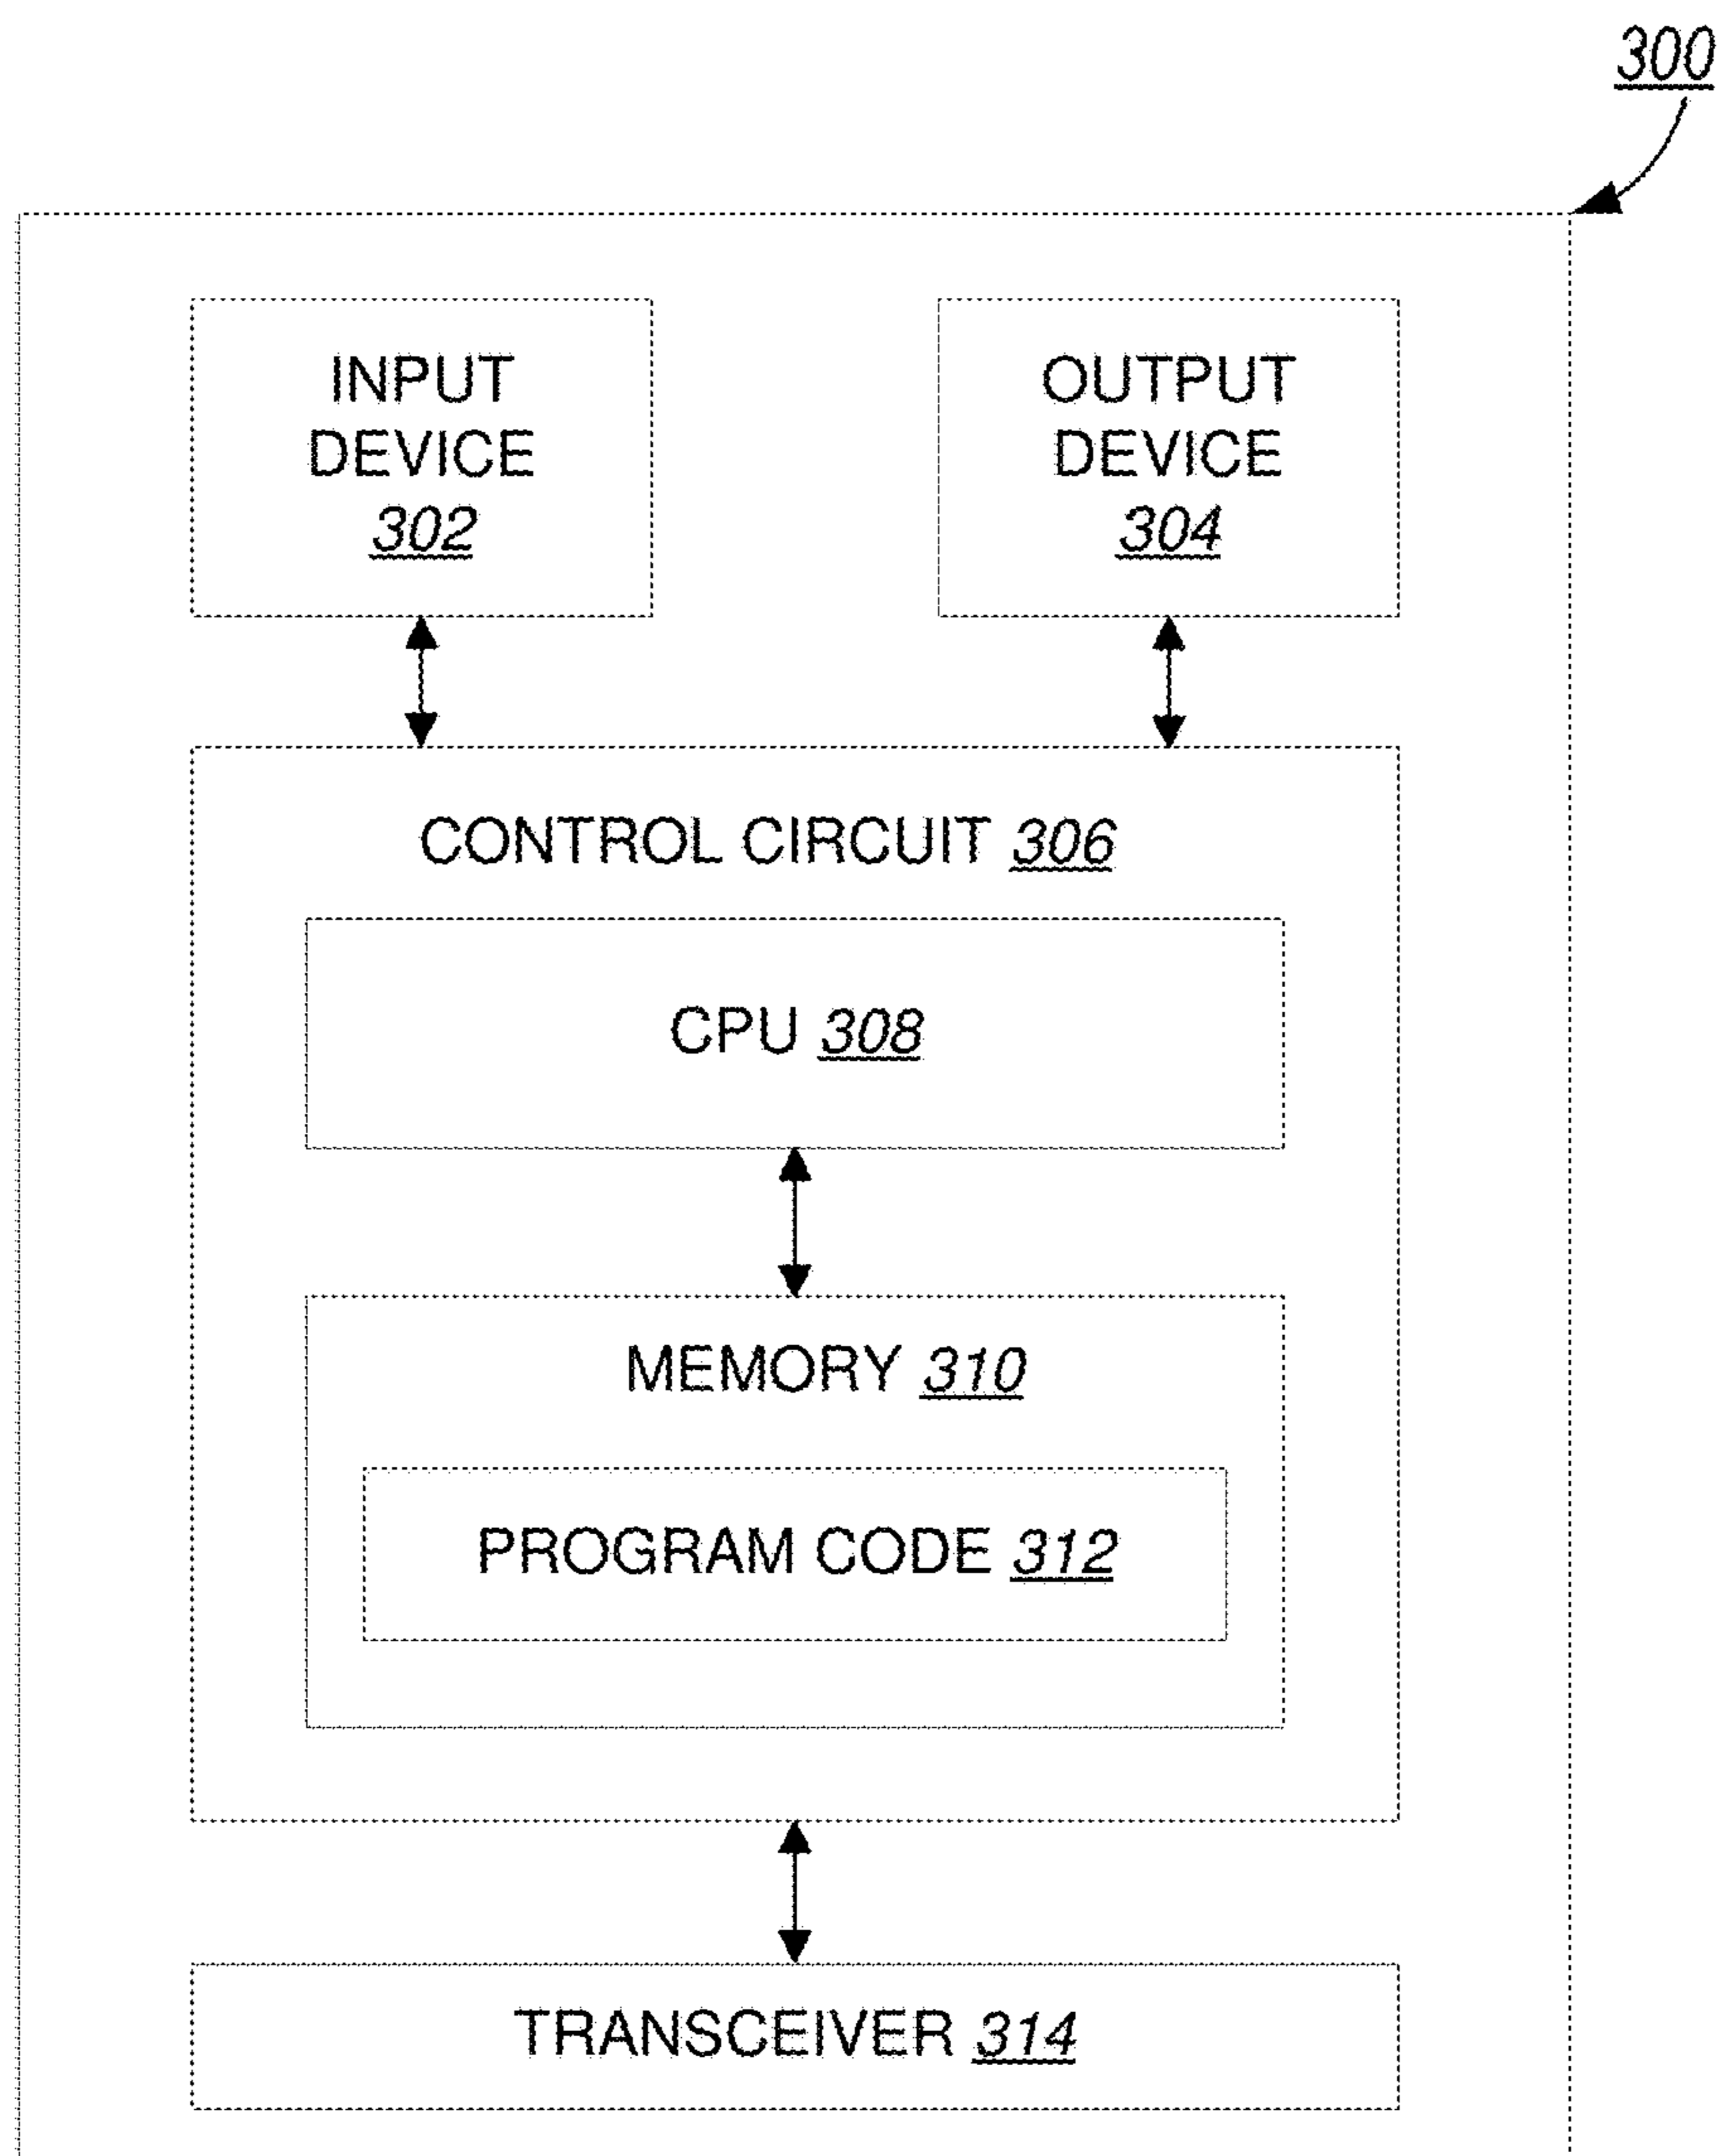 300
INPUT
DEVICE
302
OUTPUT
DEVICE
304
CONTROL CIRCUIT 306
CPU 308
MEMORY 310
PROGRAM CODE 312
TRANSCEIVER 314